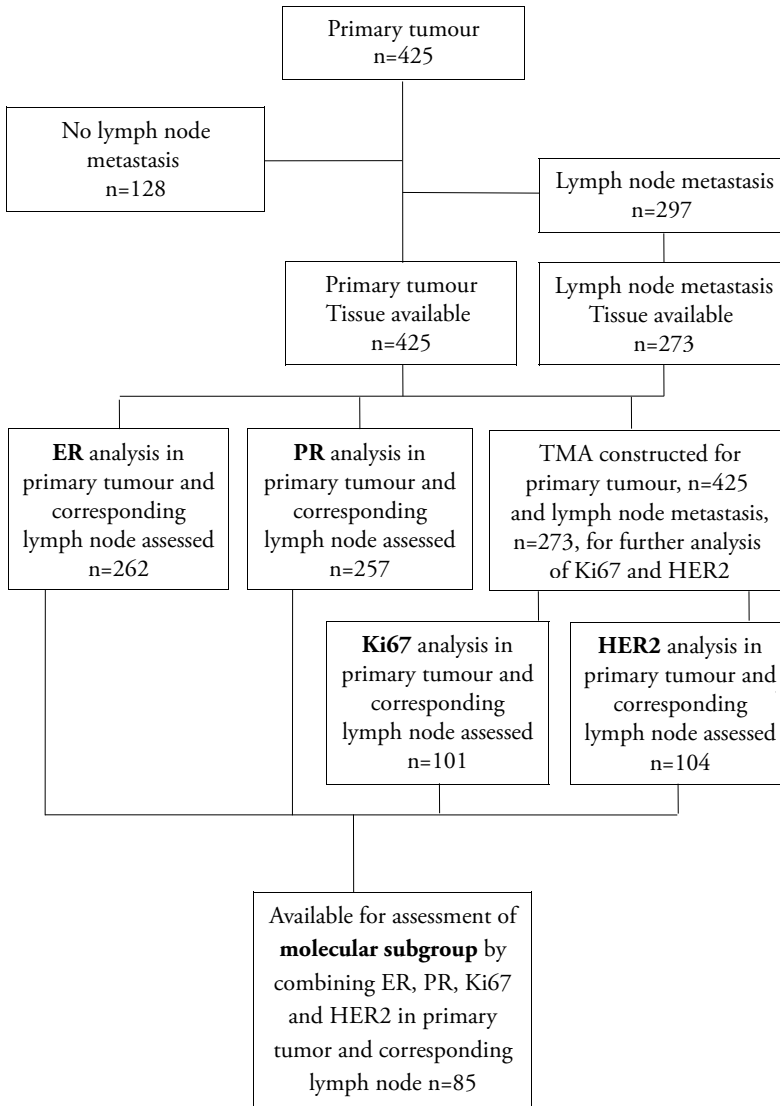 Primary tumour
n=425
No lymph node
metastasis
n=128
Lymph node metastasis
n=297
Primary tumour
Tissue available
n=425
Lymph node metastasis
Tissue available
n=273
ER analysis in
primary tumour and
corresponding
lymph node assessed
n=262
PR analysis in
primary tumour and
corresponding
lymph node assessed
n=257
TMA constructed for
primary tumour, n=425
and lymph node metastasis,
n=273, for further analysis
of Ki67 and HER2
Ki67 analysis in
primary tumour and
corresponding
lymph node assessed
n=101
HER2 analysis in
primary tumour and
corresponding
lymph node assessed
n=104
Available for assessment of
molecular subgroup by
combining ER, PR, Ki67
and HER2 in primary
tumor and corresponding
lymph node n=85